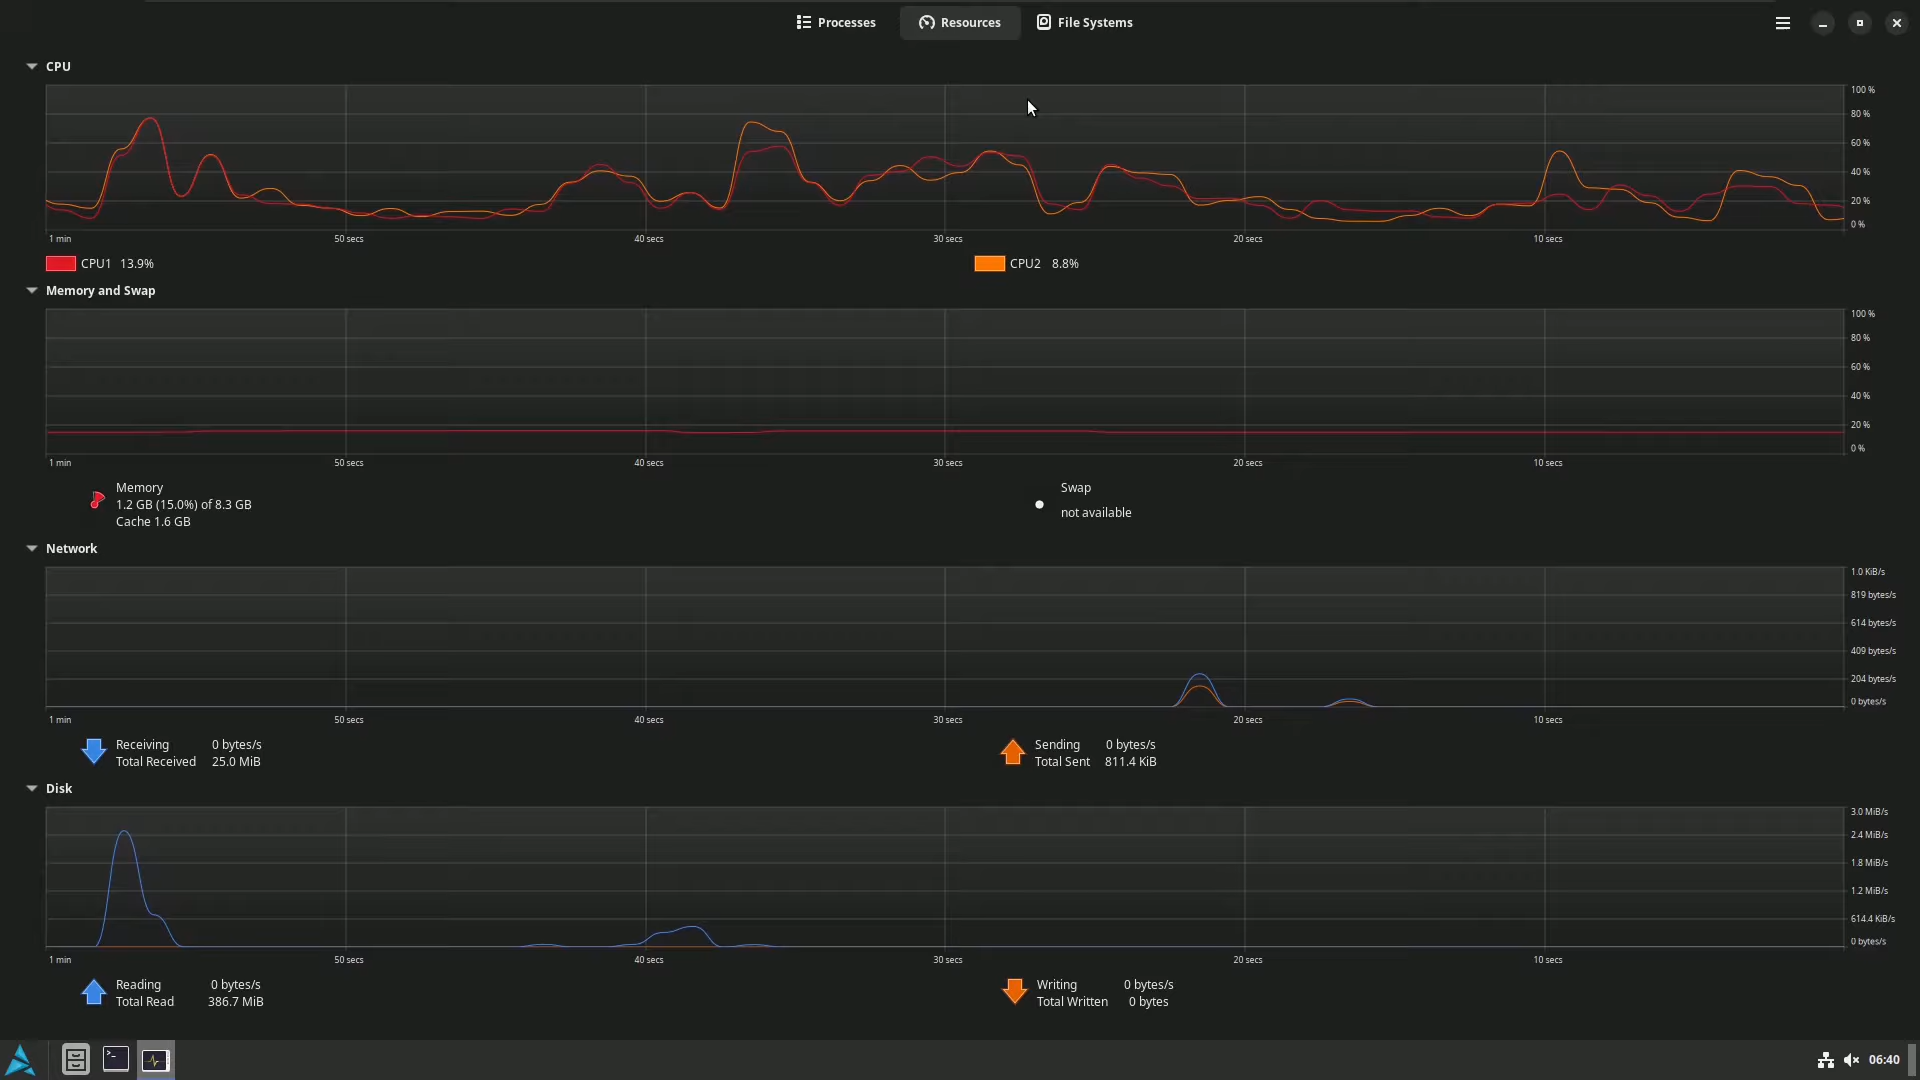 Processes Resources File Systems
CPU
100 %
80 %
60 %
40 %
20 %
0 %
1 min 50 secs 40 secs 30 secs 20 secs 10 secs
CPU1 13.9% CPU2 8.8%
Memory and Swap
100 %
80 %
60 %
40 %
20 %
0 %
1 min 50 secs 40 secs 30 secs 20 secs 10 secs
Memory
1.2 GB (15.0%) of 8.3 GB
Cache 1.6 GB
Swap
not available
Network
1.0 KiB/s
819 bytes/s
614 bytes/s
409 bytes/s
204 bytes/s
0 bytes/s
1 min 50 secs 40 secs 30 secs 20 secs 10 secs
Receiving 0 bytes/s
Total Received 25.0 MiB
Sending 0 bytes/s
Total Sent 811.4 KiB
Disk
3.0 MiB/s
2.4 MiB/s
1.8 MiB/s
1.2 MiB/s
614.4 KiB/s
0 bytes/s
1 min 50 secs 40 secs 30 secs 20 secs 10 secs
Reading 0 bytes/s
Total Read 386.7 MiB
Writing 0 bytes/s
Total Written 0 bytes
06:40